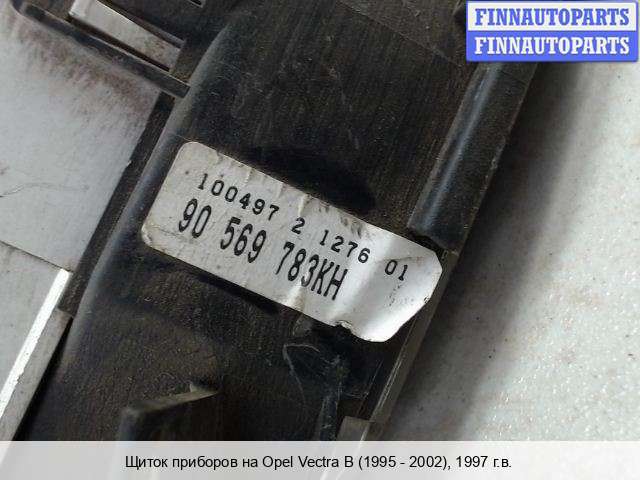 FINNAUTOPARTS
FINNAUTOPARTS
100497 2 1276 01
90 569 783KH
Щиток приборов на Opel Vectra B (1995 - 2002), 1997 г.в.